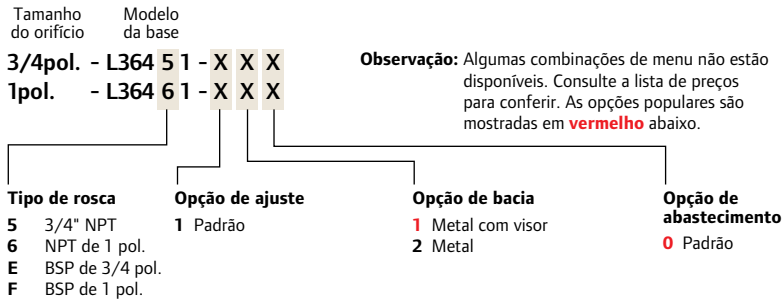 Tamanho do orifício
Modelo da base
3/4pol. - L364 5 1 - X X X
1pol. - L364 6 1 - X X X
Observação: Algumas combinações de menu não estão
disponíveis. Consulte a lista de preços
para conferir. As opções populares são
mostradas em vermelho abaixo.
Tipo de rosca
5 3/4" NPT
6 NPT de 1 pol.
E BSP de 3/4 pol.
F BSP de 1 pol.
Opção de ajuste
1 Padrão
Opção de bacia
1 Metal com visor
2 Metal
Opção de
abastecimento
0 Padrão